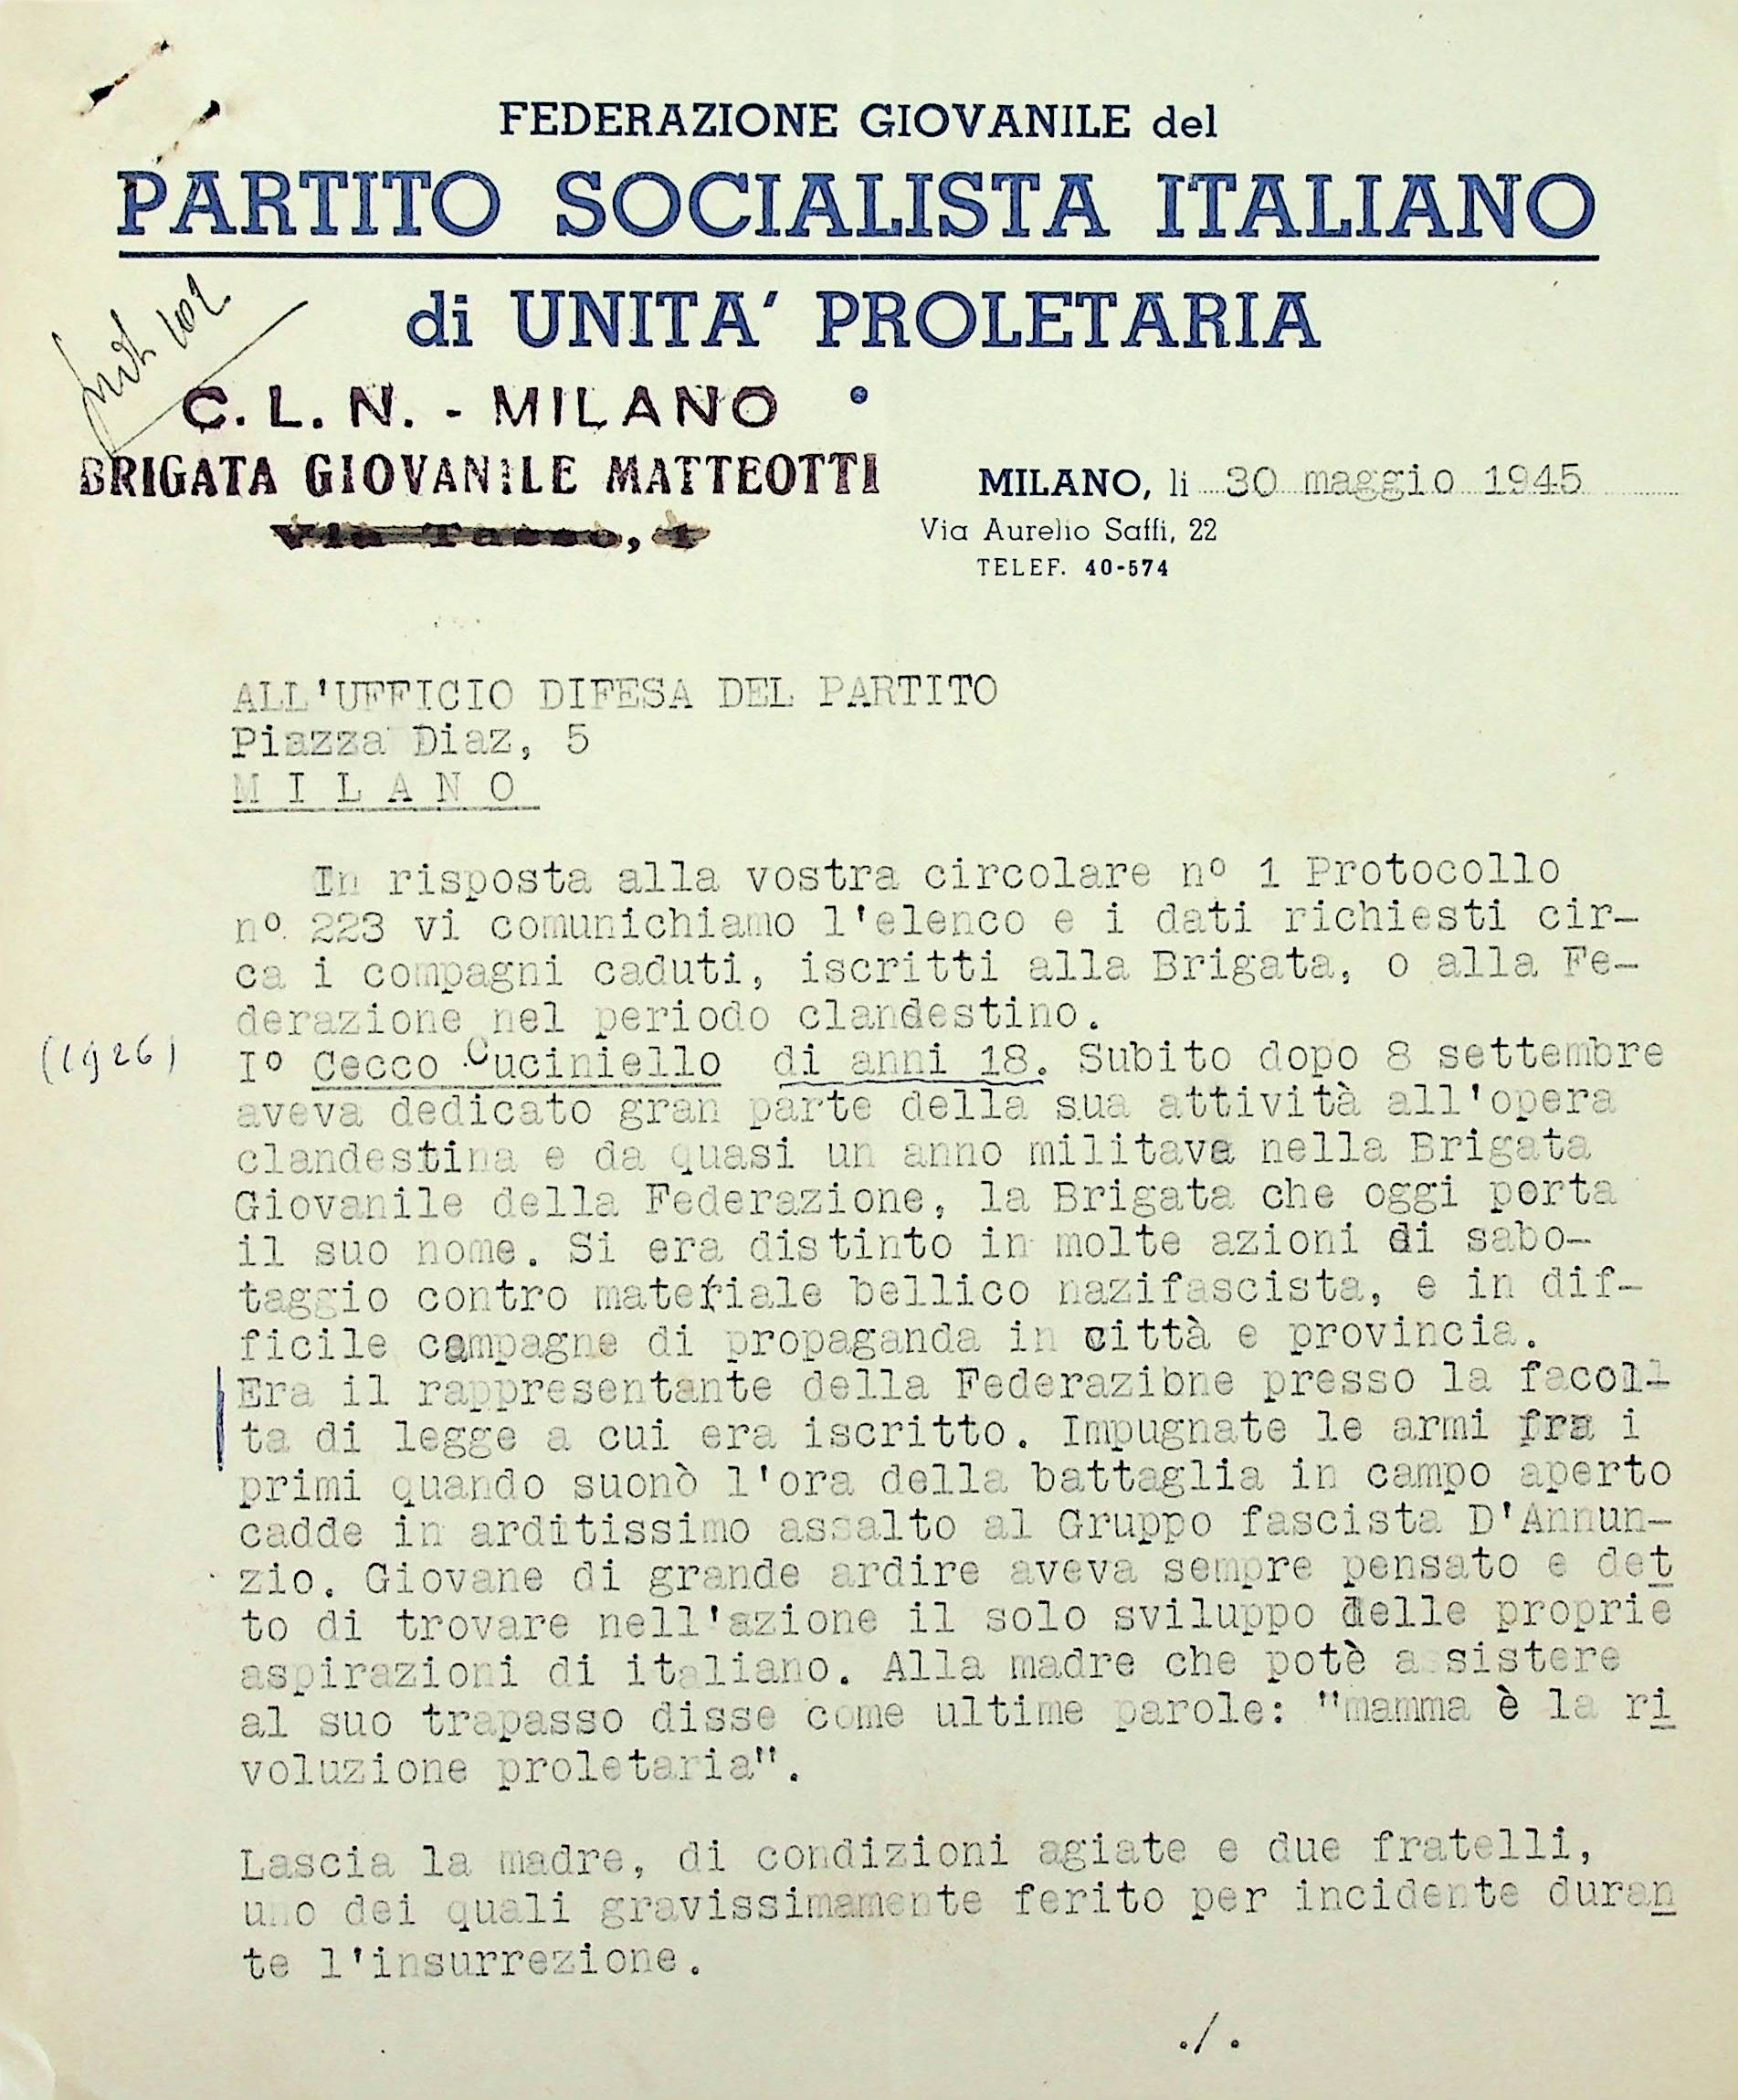 FEDERAZIONE GIOVANILE del
PARTITO SOCIALISTA ITALIANO
di UNITA' PROLETARIA
C. L. N. - MILANO
BRIGATA GIOVANILE MATTEOTTI
MILANO, li 30 maggio 1945
Via Aurelio Saffi, 22
TELEF. 40-574
ALL'UFFICIO DIFESA DEL PARTITO
Piazza Diaz, 5
M I L A N O
In risposta alla vostra circolare nº 1 Protocollo
nº 223 vi comunichiamo l'elenco e i dati richiesti cir-
ca i compagni caduti, iscritti alla Brigata, o alla Fe-
derazione nel periodo clandestino.
(1926)
Iº Cecco Cuciniello di anni 18. Subito dopo 8 settembre
aveva dedicato gran parte della sua attività all'opera
clandestina e da quasi un anno militava nella Brigata
Giovanile della Federazione, la Brigata che oggi porta
il suo nome. Si era distinto in molte azioni di sabo-
taggio contro materiale bellico nazifascista, e in dif-
ficile campagne di propaganda in città e provincia.
Era il rappresentante della Federazione presso la facoll-
ta di legge a cui era iscritto. Impugnate le armi fra i
primi quando suonò l'ora della battaglia in campo aperto
cadde in arditissimo assalto al Gruppo fascista D'Annun-
zio. Giovane di grande ardire aveva sempre pensato e det
to di trovare nell'azione il solo sviluppo delle proprie
aspirazioni di italiano. Alla madre che potè assistere
al suo trapasso disse come ultime parole: "mamma è la ri
voluzione proletaria".
Lascia la madre, di condizioni agiate e due fratelli,
uno dei quali gravissimamente ferito per incidente duran
te l'insurrezione.
./.